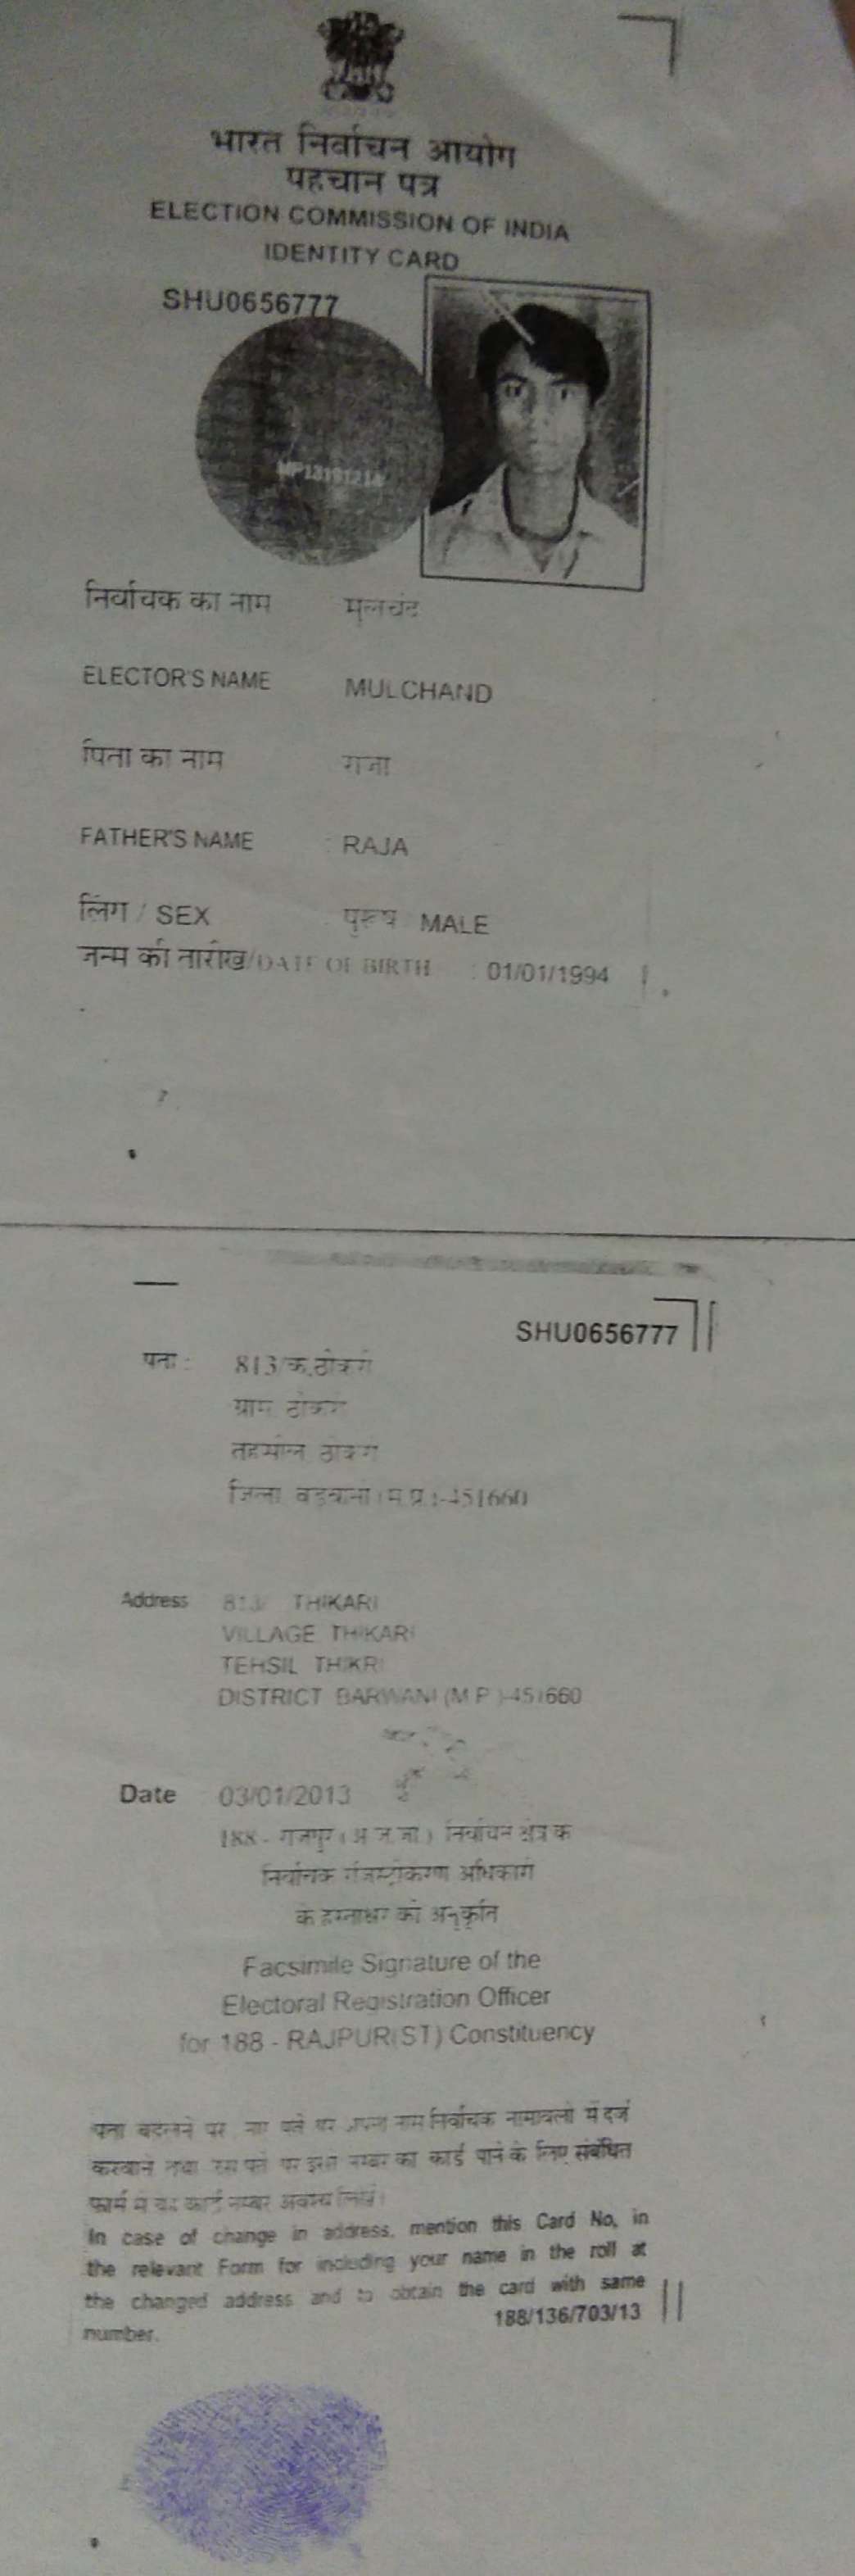 भारत निर्वाचन आयोग
पहचान पत्र
ELECTION COMMISSION OF INDIA
IDENTITY CARD
SHU0656777
निर्वाचक का नाम मुलचंद
ELECTOR'S NAME MULCHAND
पिता का नाम राजा
FATHER'S NAME : RAJA
लिंग / SEX : पुरुष MALE
जन्म की तारीख/DATE OF BIRTH : 01/01/1994
SHU0656777
पता : 813/क,ठीकरी
ग्राम ठीकरी
तहसील ठीकरी
जिला बड़वानी (म.प्र.)-451660
Address 813/ THIKARI
VILLAGE THIKARI
TEHSIL THIKRI
DISTRICT BARWANI (M P )-451660
Date 03/01/2013
188 - राजपुर ( अ.ज.जा.) निर्वाचन क्षेत्र के
निर्वाचक रजिस्ट्रीकरण अधिकारी
के हस्ताक्षर की अनुकृति
Facsimile Signature of the
Electoral Registration Officer
for 188 - RAJPUR(ST) Constituency
पता बदलने पर, नए पते पर अपना नाम निर्वाचक नामावली में दर्ज
करवाने तथा उस पते पर इसी नम्बर का कार्ड पाने के लिए संबंधित
फार्म में यह कार्ड नम्बर अवश्य लिखें।
In case of change in address, mention this Card No, in
the relevant Form for including your name in the roll at
the changed address and to obtain the card with same
number.
188/136/703/13